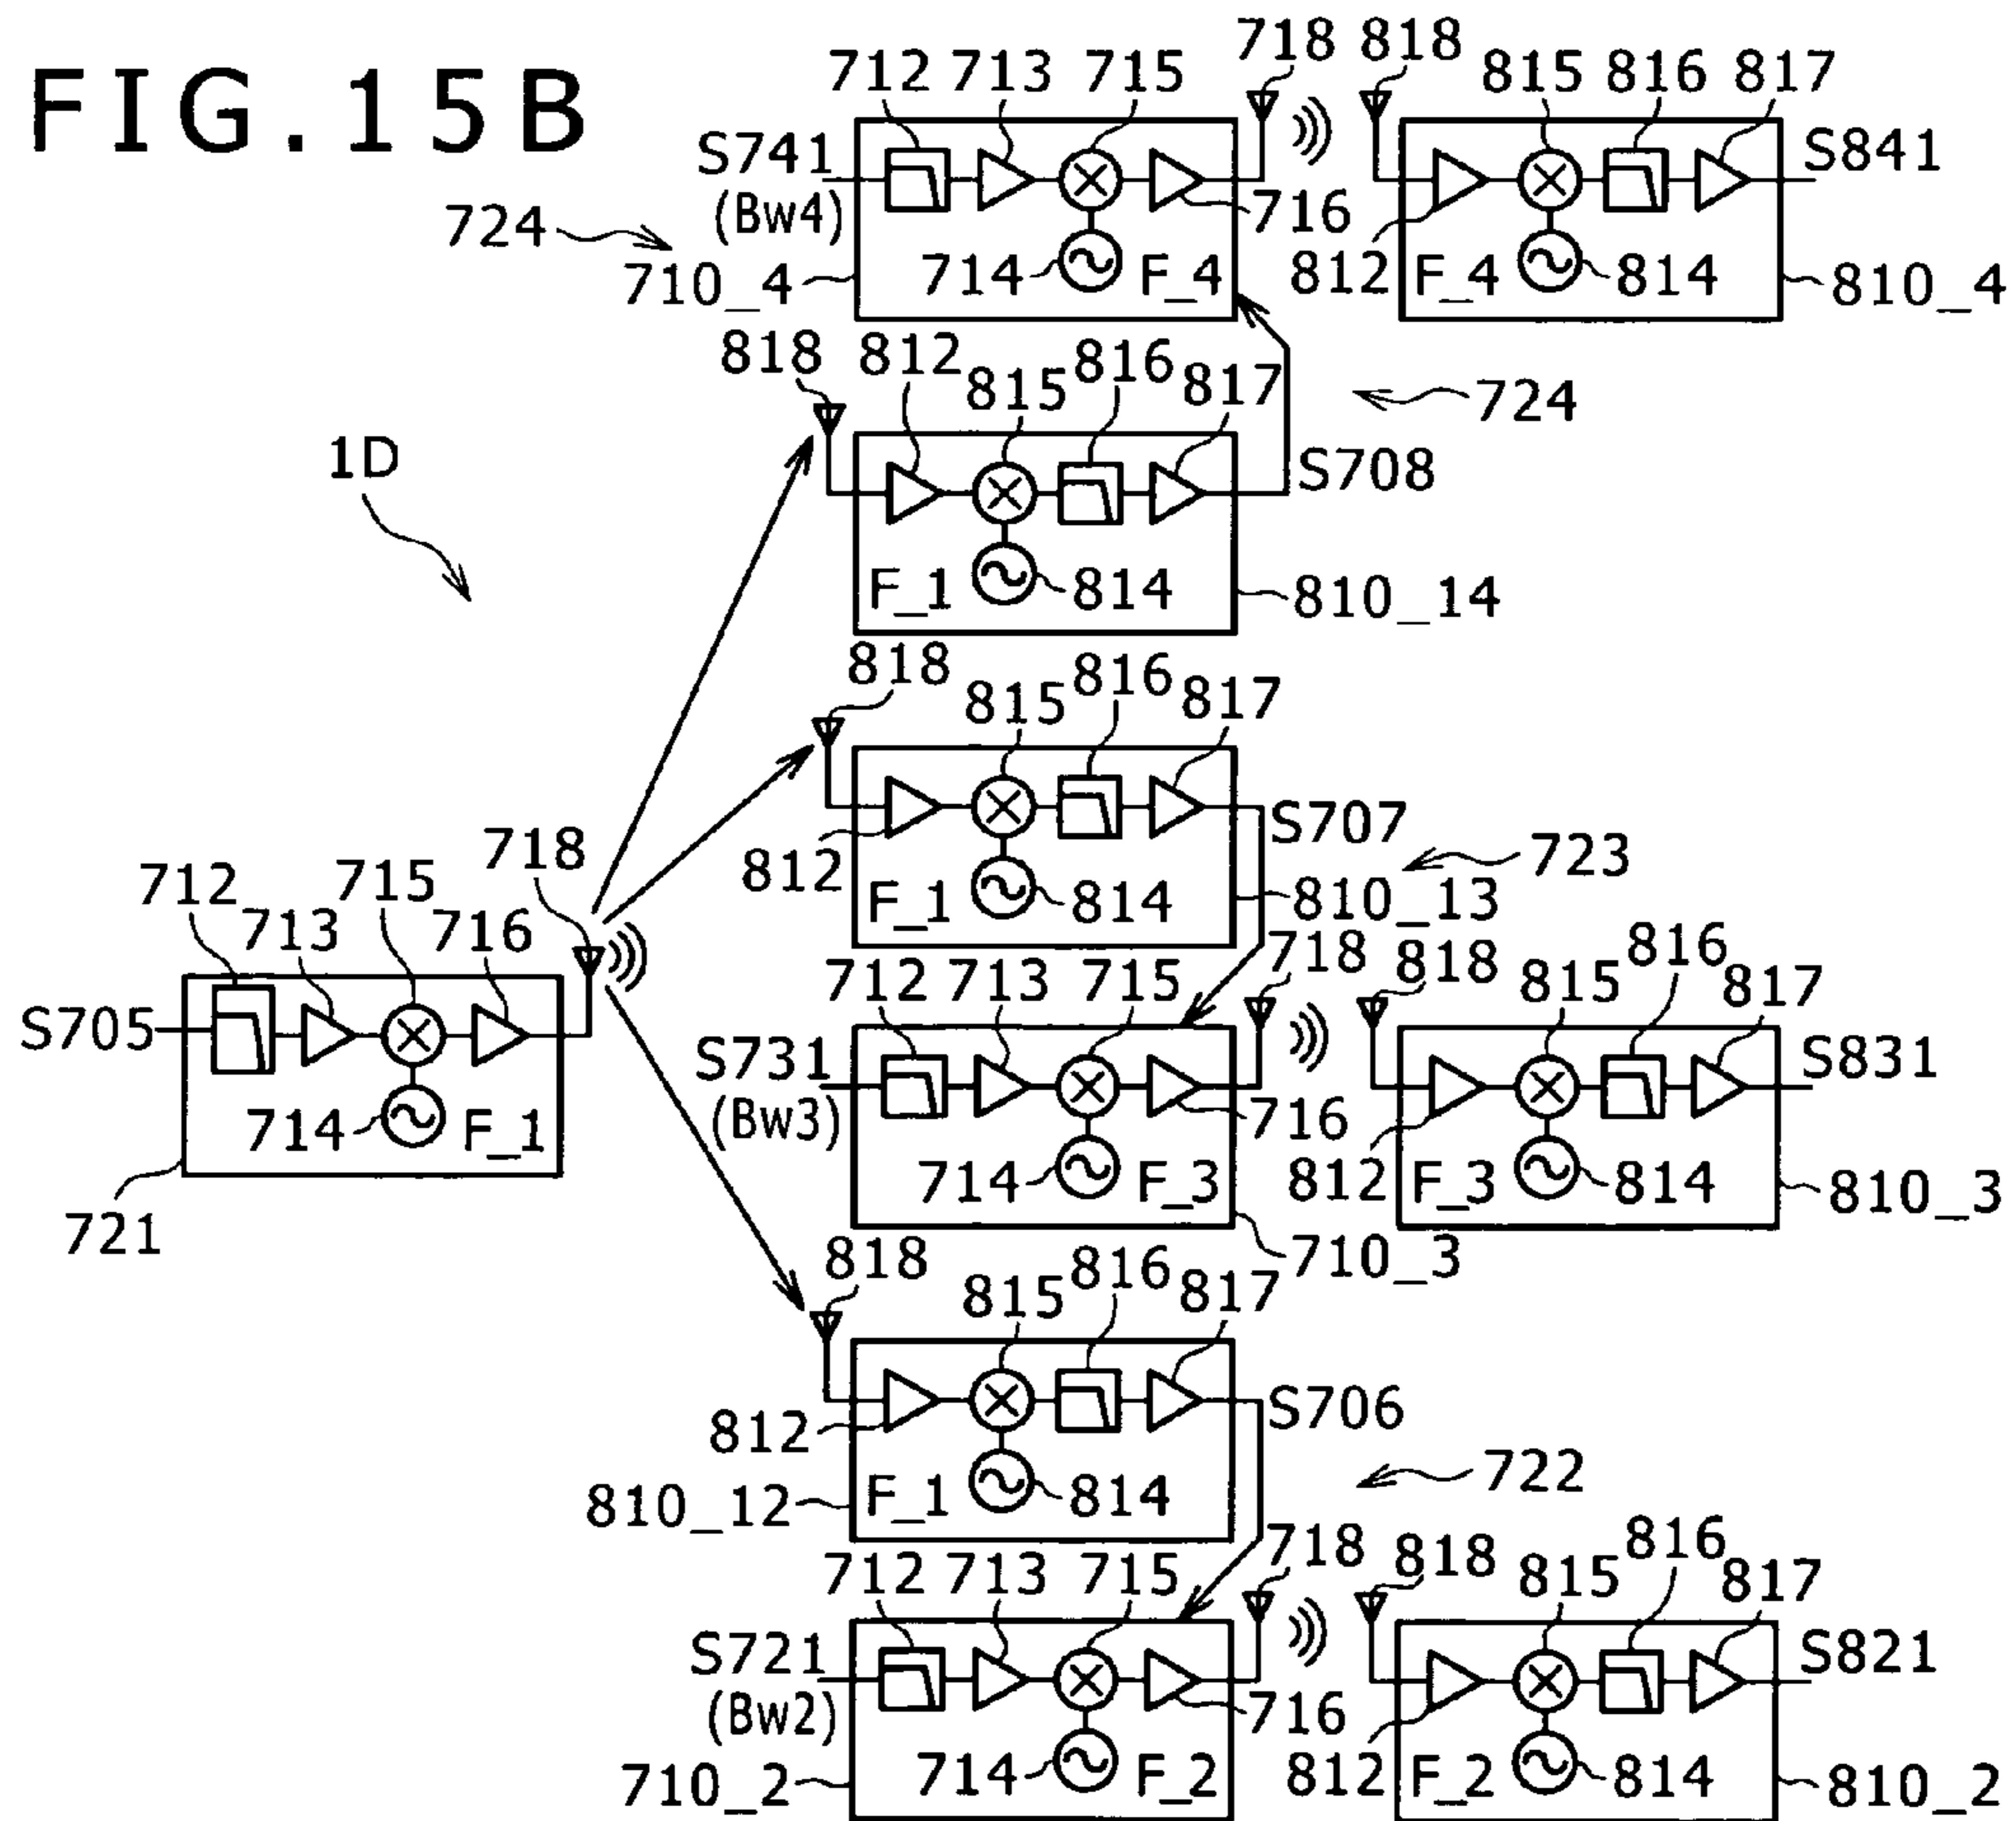 FIG.15B
718 818
712 713 715 815 816 817
S741 S841
(Bw4) 716
724 812
710_4 714 F_4 F_4 814 810_4
818 812 816
815 817 724
1D S708
F_1 814 810_14
818 816
815 817
S707
718 812 723
712 715 F_1 814 810_13
713 716 718 818 816
712 713 715 815 817
S705 S731 S831
(Bw3) 716
714 F_1 714 F_3 812 F_3 814 810_3
721 710_3
818 816
815 817
S706
812 722
810_12 F_1 814
718 818 816
712 713 715 815 817
S721 S821
(Bw2) 716
710_2 714 F_2 812 F_2 814 810_2